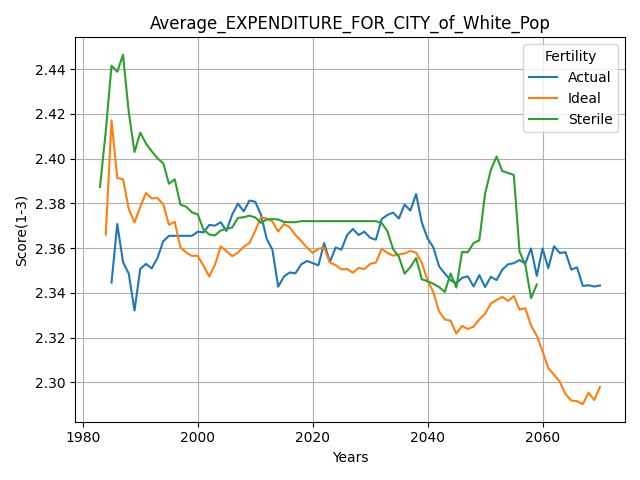 Average_EXPENDITURE_FOR_CITY_of_White_Pop
Fertility
Actual
Ideal
Sterile
Score(1-3)
2.44
2.42
2.40
2.38
2.36
2.34
2.32
2.30
1980
2000
2020
2040
2060
Years